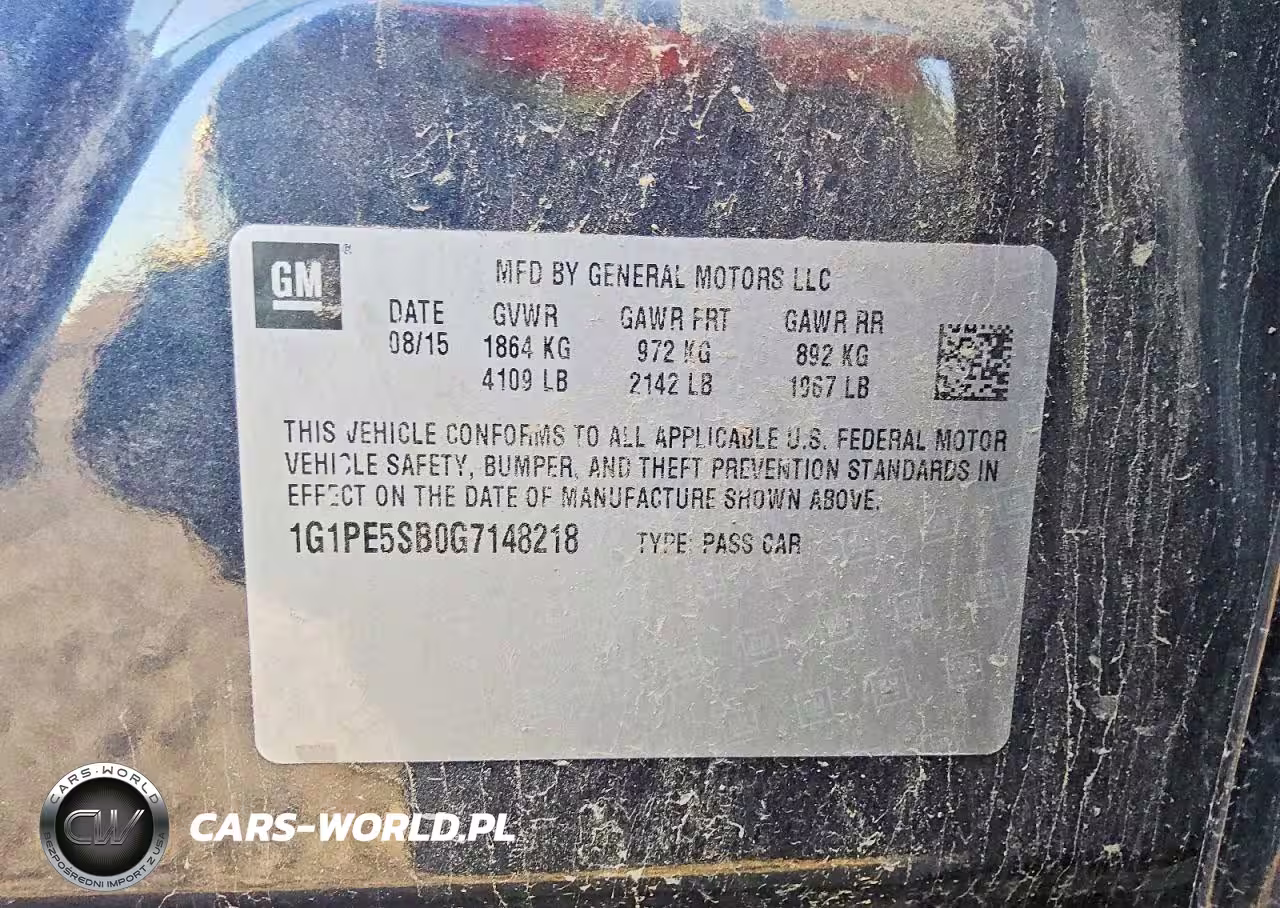 GM
®
MFD BY GENERAL MOTORS LLC
DATE GVWR GAWR FRT GAWR RR
08/15 1864 KG 972 KG 892 KG
4109 LB 2142 LB 1967 LB
THIS VEHICLE CONFORMS TO ALL APPLICABLE U.S. FEDERAL MOTOR
VEHICLE SAFETY, BUMPER, AND THEFT PREVENTION STANDARDS IN
EFFECT ON THE DATE OF MANUFACTURE SHOWN ABOVE.
1G1PE5SB0G7148218 TYPE: PASS CAR
CARS-WORLD
CW
BEZPOŚREDNI IMPORT Z USA
CARS-WORLD.PL